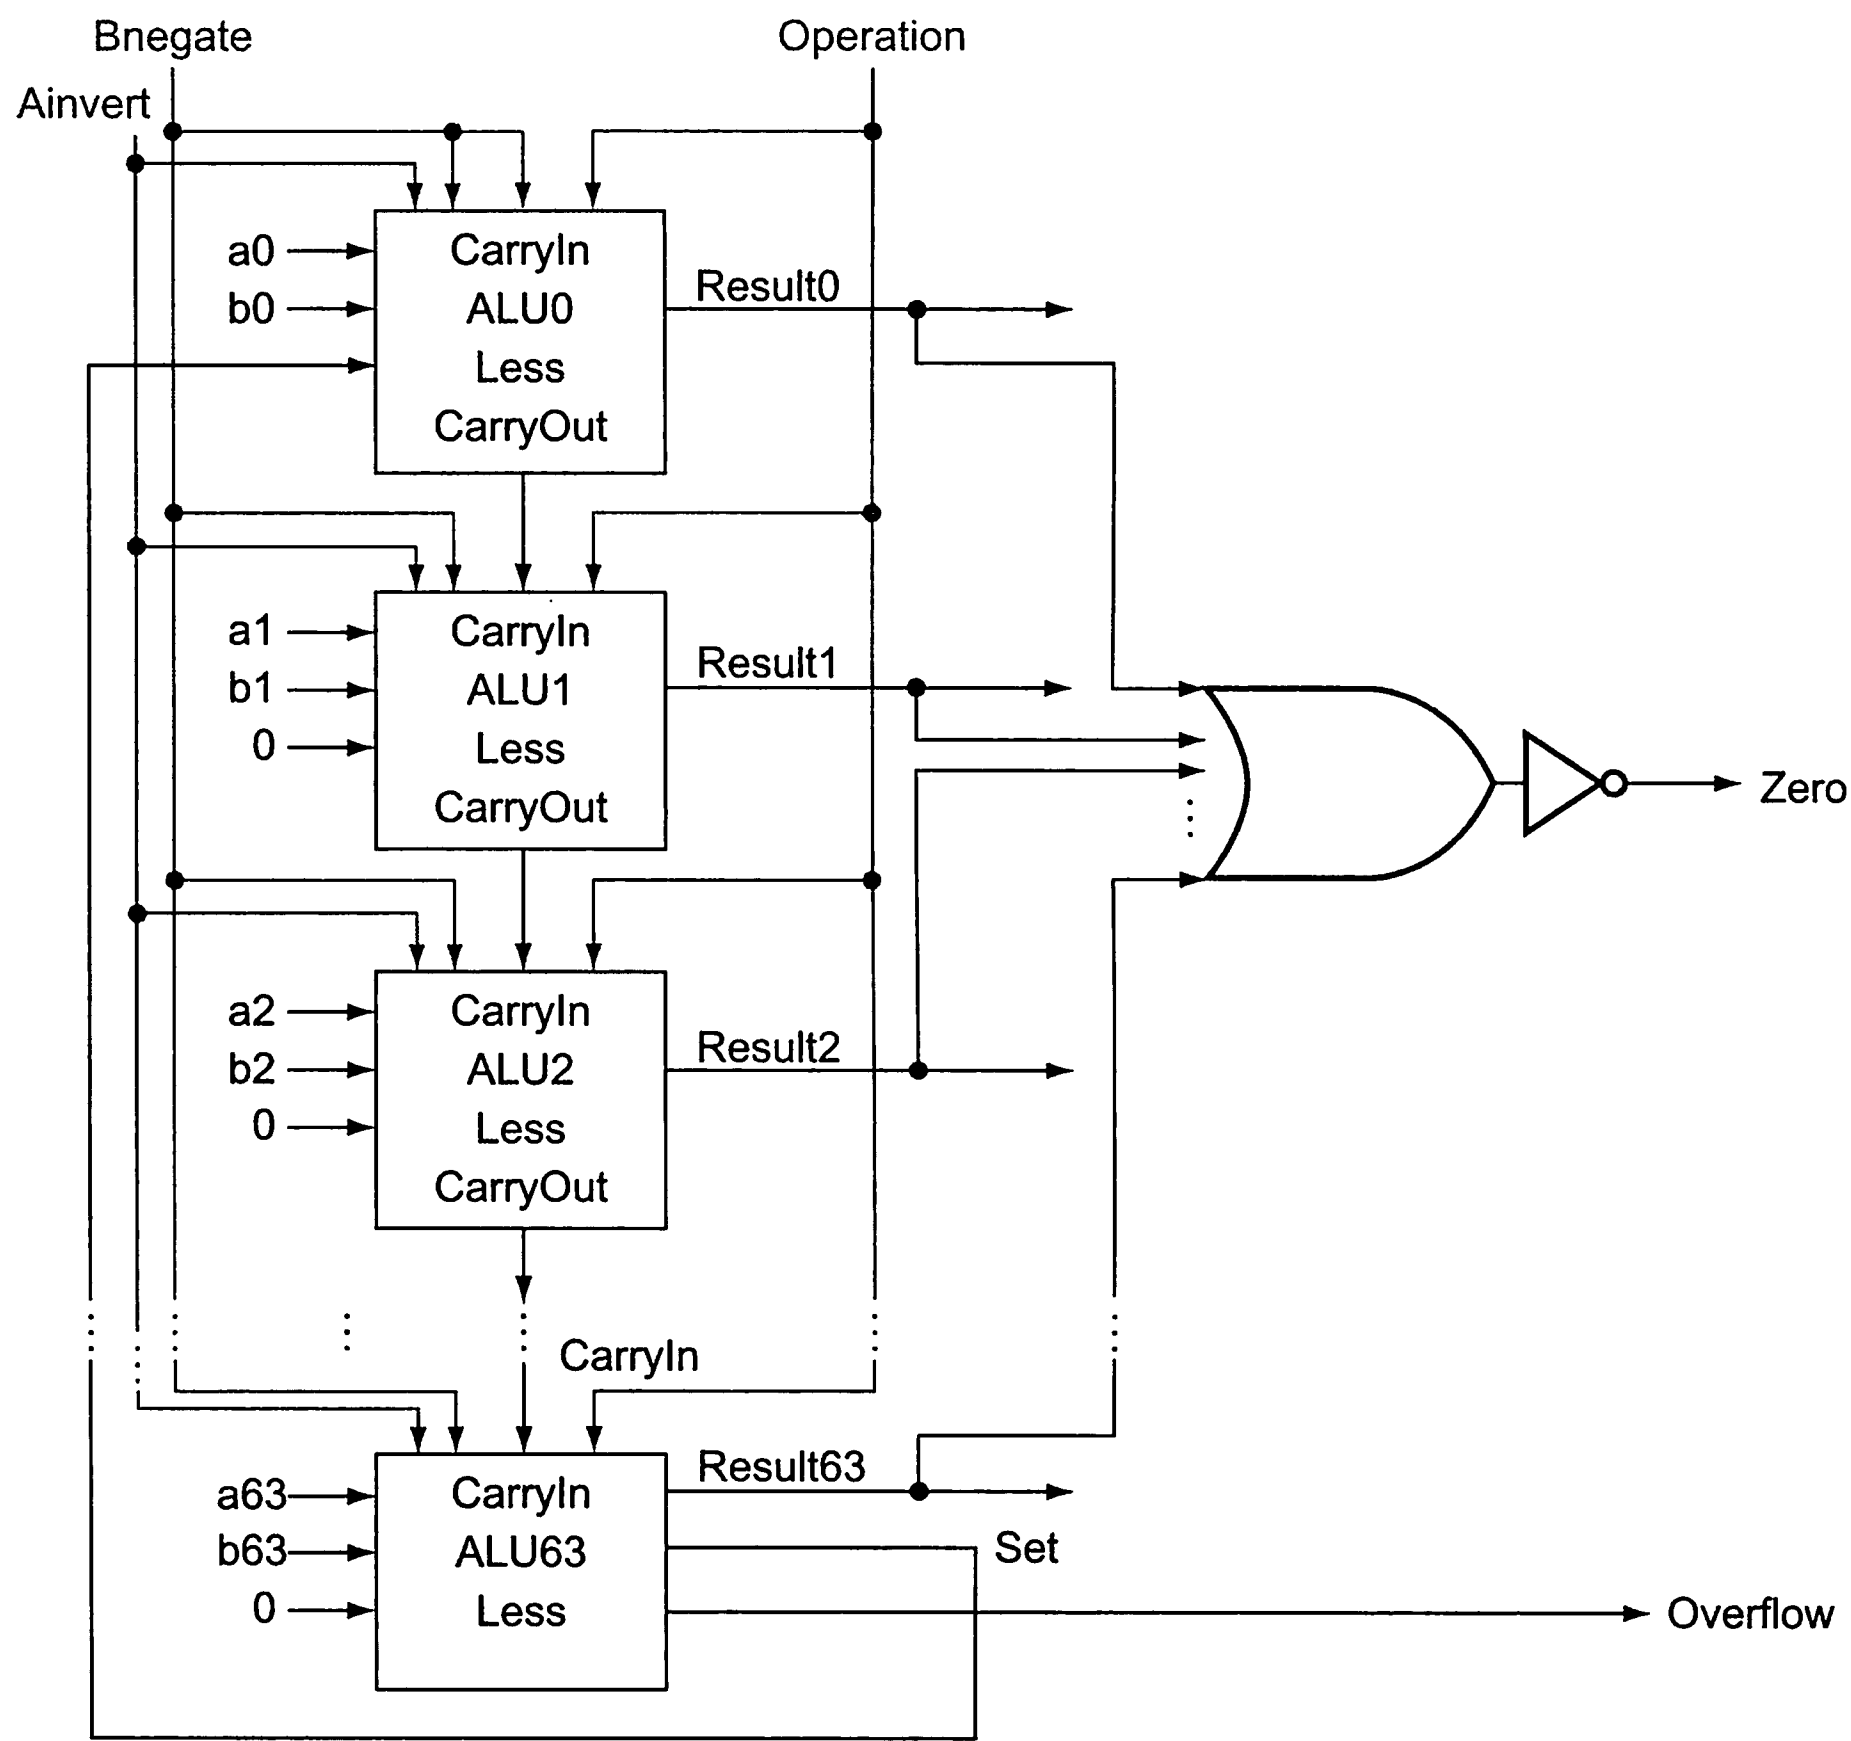 Bnegate
Operation
Ainvert
a0
b0
CarryIn
ALU0
Less
CarryOut
Result0
a1
b1
0
CarryIn
ALU1
Less
CarryOut
Result1
Zero
a2
b2
0
CarryIn
ALU2
Less
CarryOut
Result2
CarryIn
a63
b63
0
CarryIn
ALU63
Less
Result63
Set
Overflow